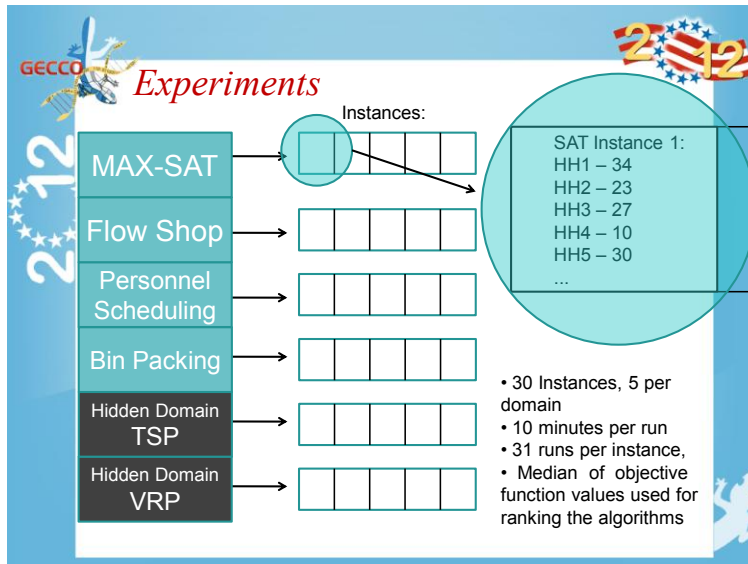 GECCO
2012
Experiments
2012
Instances:
MAX-SAT
Flow Shop
Personnel
Scheduling
Bin Packing
Hidden Domain
TSP
Hidden Domain
VRP
SAT Instance 1:
HH1 – 34
HH2 – 23
HH3 – 27
HH4 – 10
HH5 – 30
...
• 30 Instances, 5 per
domain
• 10 minutes per run
• 31 runs per instance,
• Median of objective
function values used for
ranking the algorithms